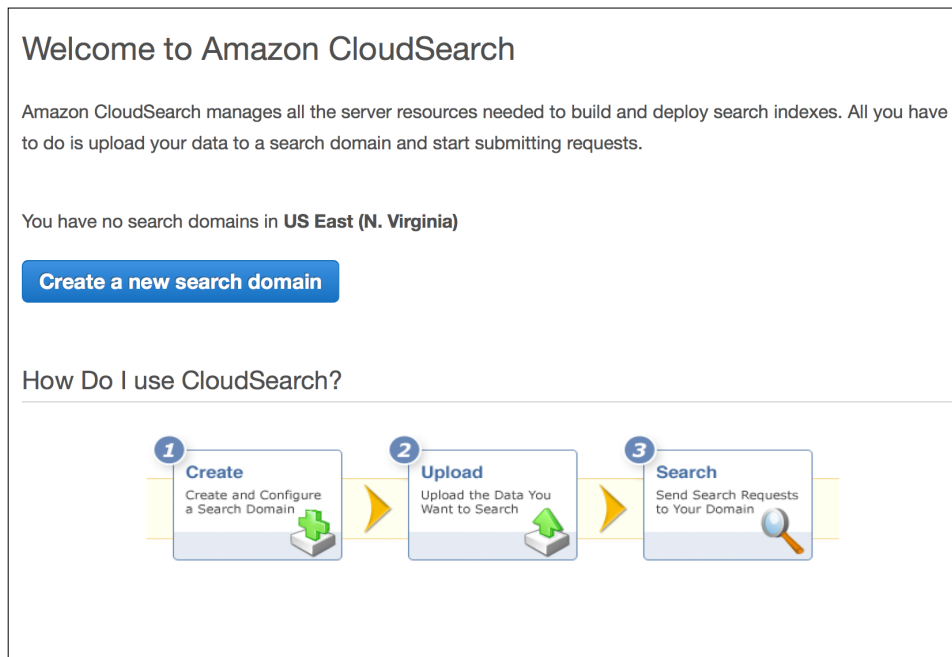 Welcome to Amazon CloudSearch
Amazon CloudSearch manages all the server resources needed to build and deploy search indexes. All you have
to do is upload your data to a search domain and start submitting requests.
You have no search domains in US East (N. Virginia)
Create a new search domain
How Do I use CloudSearch?
1
Create
Create and Configure
a Search Domain
2
Upload
Upload the Data You
Want to Search
3
Search
Send Search Requests
to Your Domain